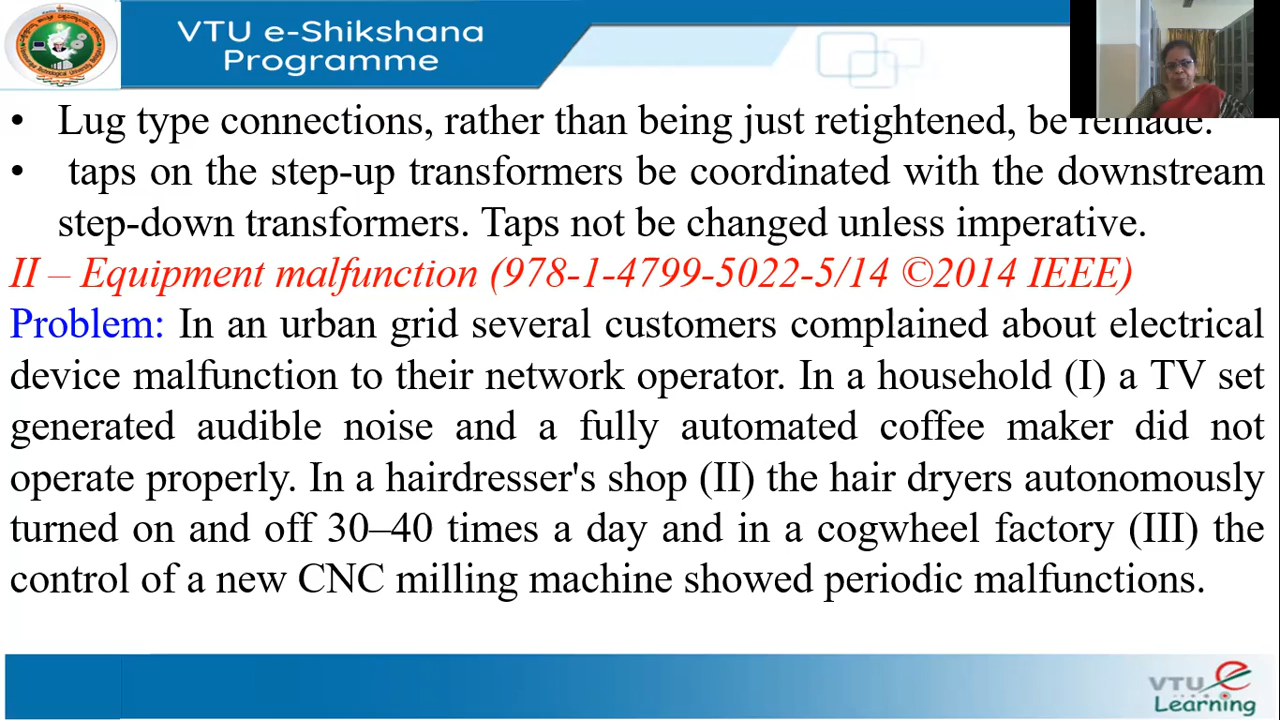 VTU e-Shikshana
Programme
• Lug type connections, rather than being just retightened, be remade.
• taps on the step-up transformers be coordinated with the downstream
step-down transformers. Taps not be changed unless imperative.
II – Equipment malfunction (978-1-4799-5022-5/14 ©2014 IEEE)
Problem: In an urban grid several customers complained about electrical
device malfunction to their network operator. In a household (I) a TV set
generated audible noise and a fully automated coffee maker did not
operate properly. In a hairdresser's shop (II) the hair dryers autonomously
turned on and off 30–40 times a day and in a cogwheel factory (III) the
control of a new CNC milling machine showed periodic malfunctions.
VTU e
Learning